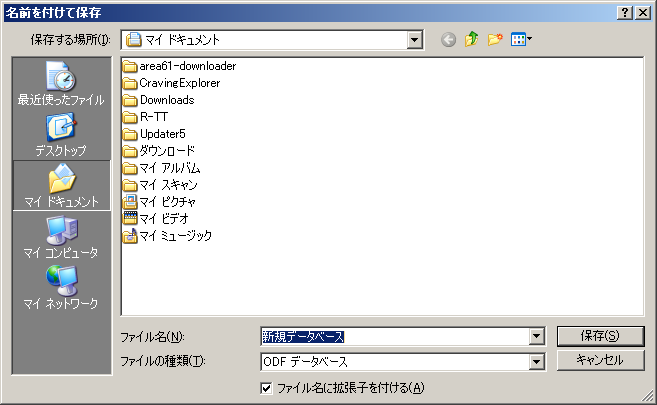 名前を付けて保存
保存する場所(I):
マイ ドキュメント
最近使ったファイル
デスクトップ
マイ ドキュメント
マイ コンピュータ
マイ ネットワーク
area61-downloader
CravingExplorer
Downloads
R-TT
Updater5
ダウンロード
マイ アルバム
マイ スキャン
マイ ピクチャ
マイ ビデオ
マイ ミュージック
ファイル名(N):
新規データベース
保存(S)
ファイルの種類(T):
ODF データベース
キャンセル
ファイル名に拡張子を付ける(A)